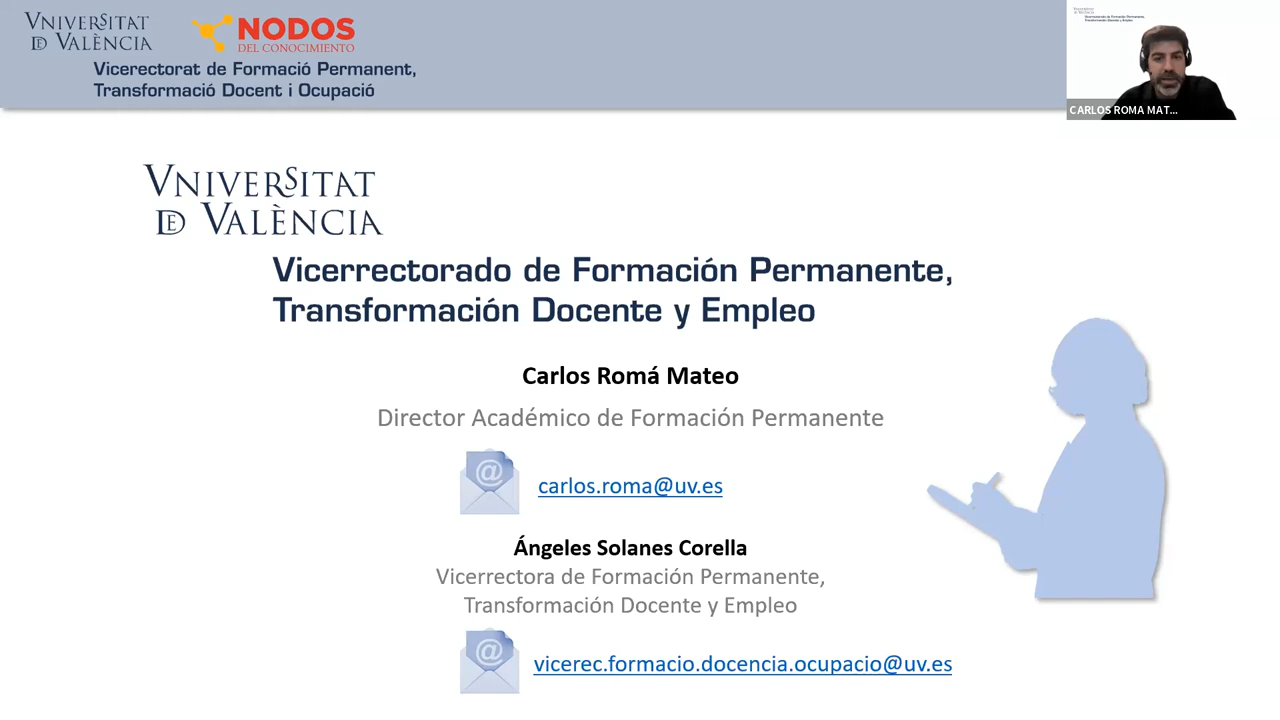 VNIVERSITAT
DE VALÈNCIA
NODOS
DEL CONOCIMIENTO
Vicerectorat de Formació Permanent,
Transformació Docent i Ocupació
CARLOS ROMA MAT...
VNIVERSITAT
DE VALÈNCIA
Vicerrectorado de Formación Permanente,
Transformación Docente y Empleo
Carlos Romá Mateo
Director Académico de Formación Permanente
@
carlos.roma@uv.es
Ángeles Solanes Corella
Vicerrectora de Formación Permanente,
Transformación Docente y Empleo
@
vicerec.formacio.docencia.ocupacio@uv.es